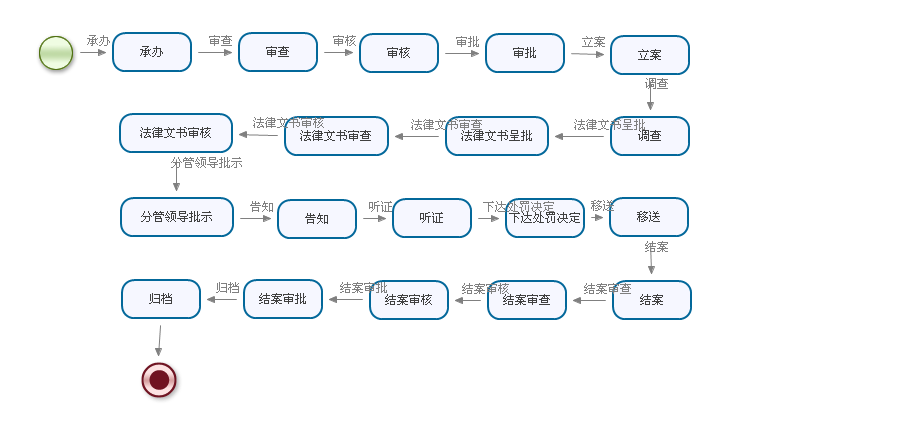 承办
承办
审查
审查
审核
审核
审批
审批
立案
立案
调查
调查
法律文书呈批
法律文书呈批
法律文书审查
法律文书审查
法律文书审核
法律文书审核
分管领导批示
分管领导批示
告知
告知
听证
听证
下达处罚决定
下达处罚决定
移送
移送
结案
结案
结案审查
结案审查
结案审核
结案审核
结案审批
结案审批
归档
归档